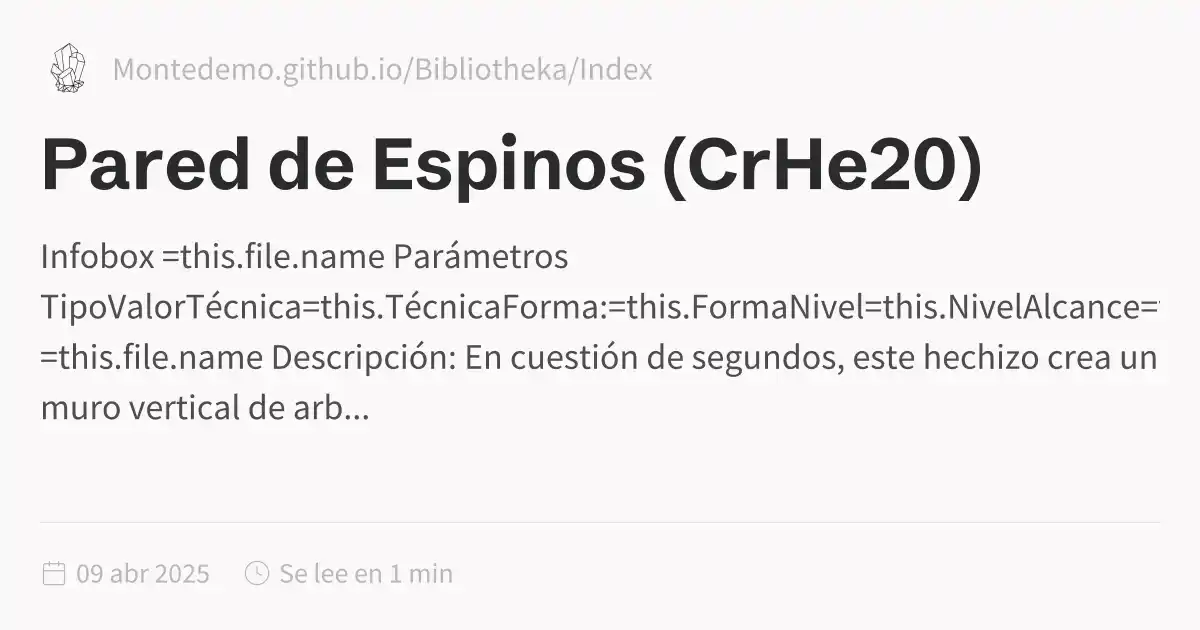 Montedemo.github.io/Bibliotheka/Index
Pared de Espinos (CrHe20)
Infobox =this.file.name Parámetros
TipoValorTécnica=this.TécnicaForma:=this.FormaNivel=this.NivelAlcance=
=this.file.name Descripción: En cuestión de segundos, este hechizo crea un
muro vertical de arb...
09 abr 2025 Se lee en 1 min